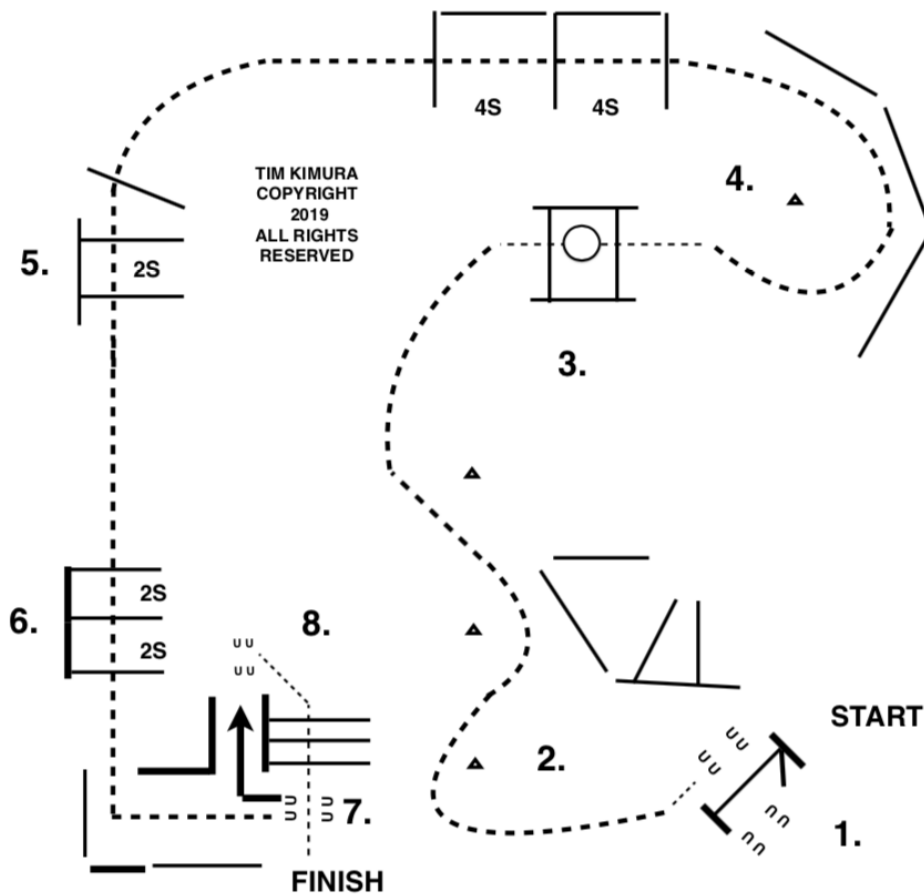 4S
4S
TIM KIMURA
COPYRIGHT
2019
ALL RIGHTS
RESERVED
4.
5.
2S
3.
6.
2S
2S
8.
START
2.
7.
1.
FINISH